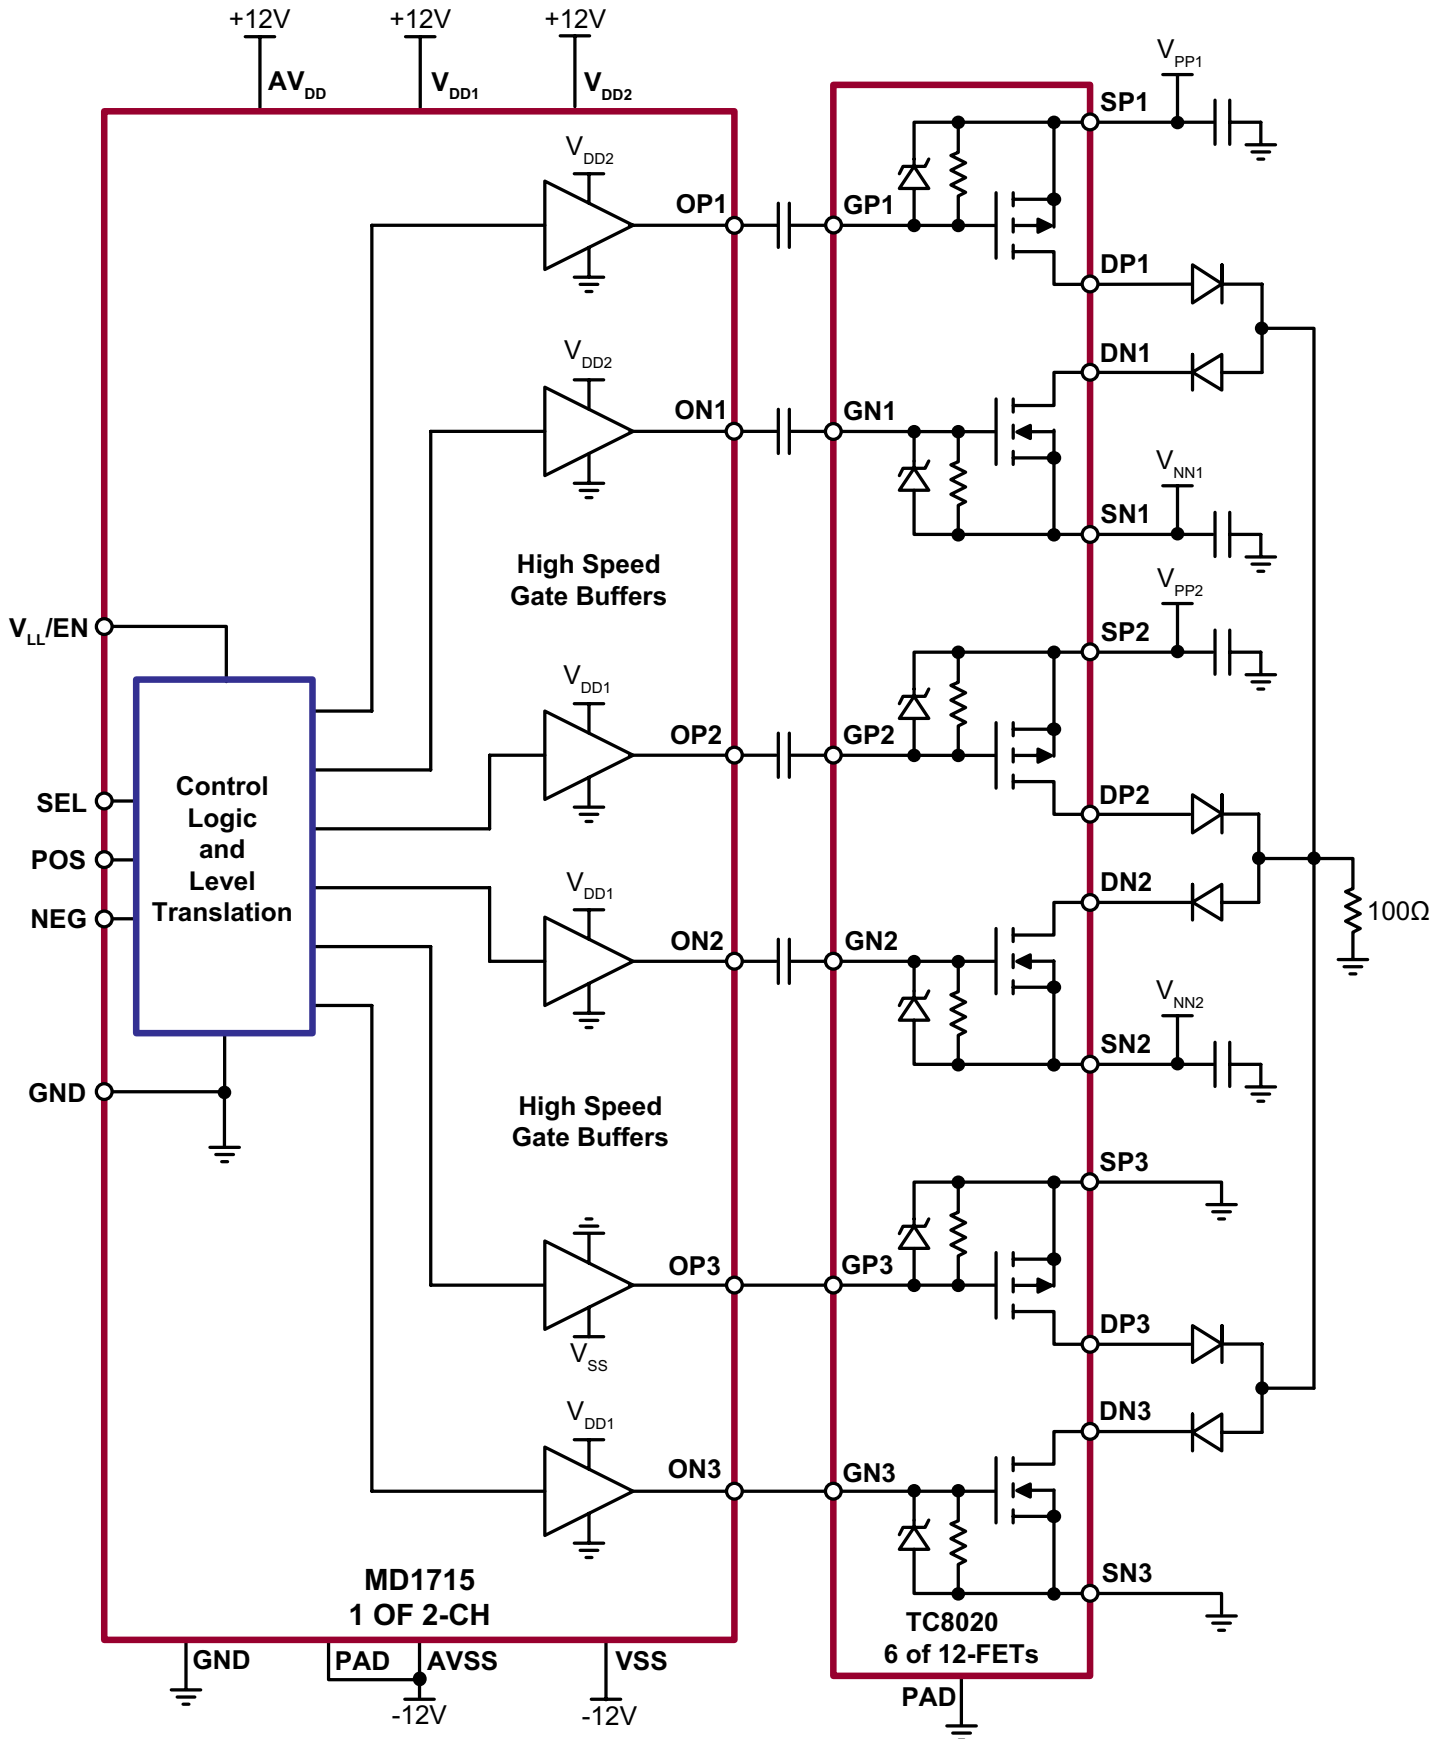 +12V +12V +12V
AVDD VDD1 VDD2
VPP1
SP1
VDD2
OP1 GP1
DP1
VDD2
DN1
ON1 GN1
VNN1
SN1
High Speed
Gate Buffers
VPP2
VLL/EN
SP2
VDD1
OP2 GP2
Control
Logic
and
Level
Translation
SEL
POS
NEG
DP2
VDD1
DN2
100Ω
ON2 GN2
VNN2
SN2
GND
High Speed
Gate Buffers
SP3
OP3 GP3
VSS
DP3
VDD1
DN3
ON3 GN3
SN3
MD1715
1 OF 2-CH
TC8020
6 of 12-FETs
GND PAD AVSS VSS
-12V -12V
PAD